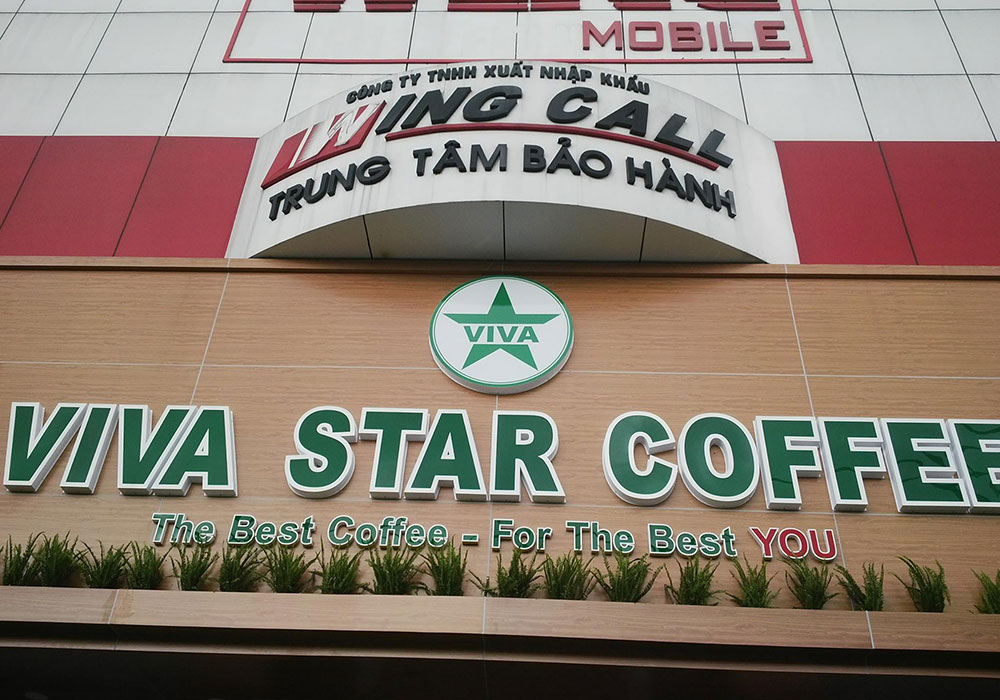 MOBILE
CÔNG TY TNHH XUẤT NHẬP KHẨU
WING CALL
TRUNG TÂM BẢO HÀNH
VIVA
VIVA STAR COFFEE
The Best Coffee - For The Best YOU